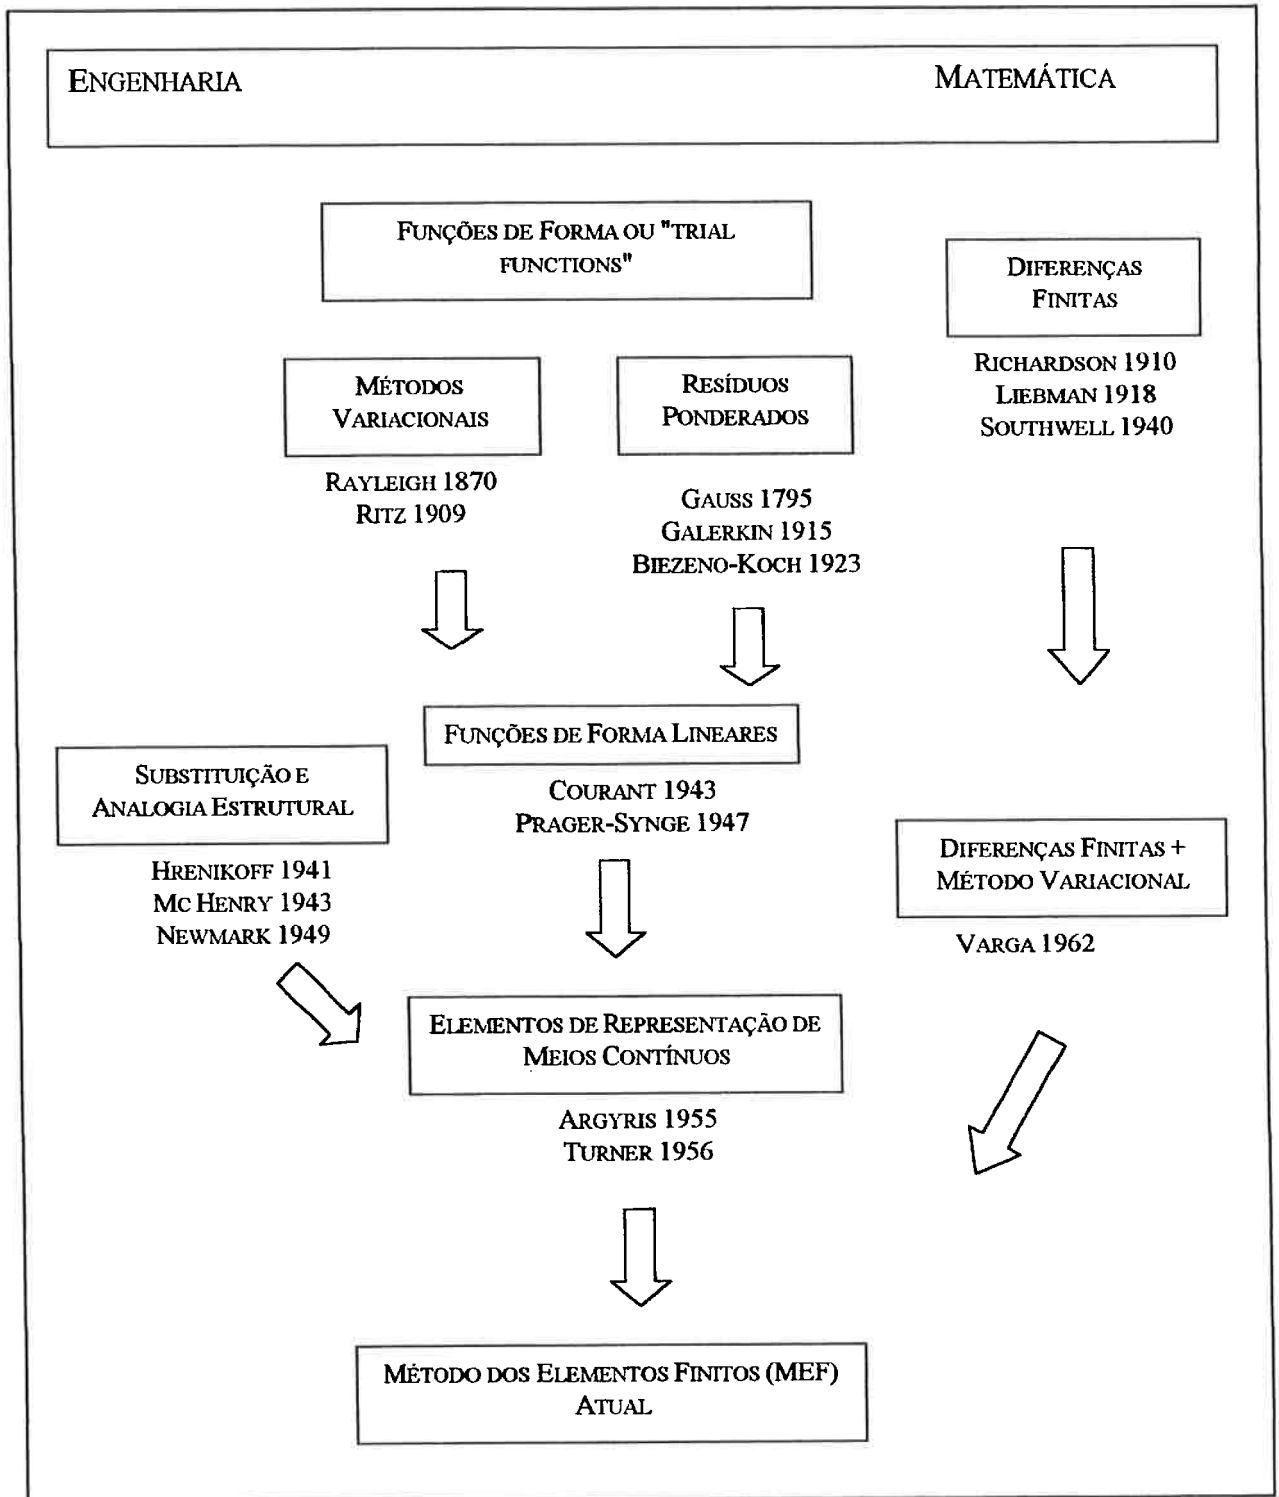 ENGENHARIA
MATEMÁTICA
FUNÇÕES DE FORMA OU "TRIAL
FUNCTIONS"
DIFERENÇAS
FINITAS
RICHARDSON 1910
LIEBMAN 1918
SOUTHWELL 1940
MÉTODOS
VARIACIONAIS
RAYLEIGH 1870
RITZ 1909
RESÍDUOS
PONDERADOS
GAUSS 1795
GALERKIN 1915
BIEZENO-KOCH 1923
FUNÇÕES DE FORMA LINEARES
COURANT 1943
PRAGER-SYNGE 1947
SUBSTITUIÇÃO E
ANALOGIA ESTRUTURAL
HRENIKOFF 1941
MC HENRY 1943
NEWMARK 1949
DIFERENÇAS FINITAS +
MÉTODO VARIACIONAL
VARGA 1962
ELEMENTOS DE REPRESENTAÇÃO DE
MEIOS CONTÍNUOS
ARGYRIS 1955
TURNER 1956
MÉTODO DOS ELEMENTOS FINITOS (MEF)
ATUAL